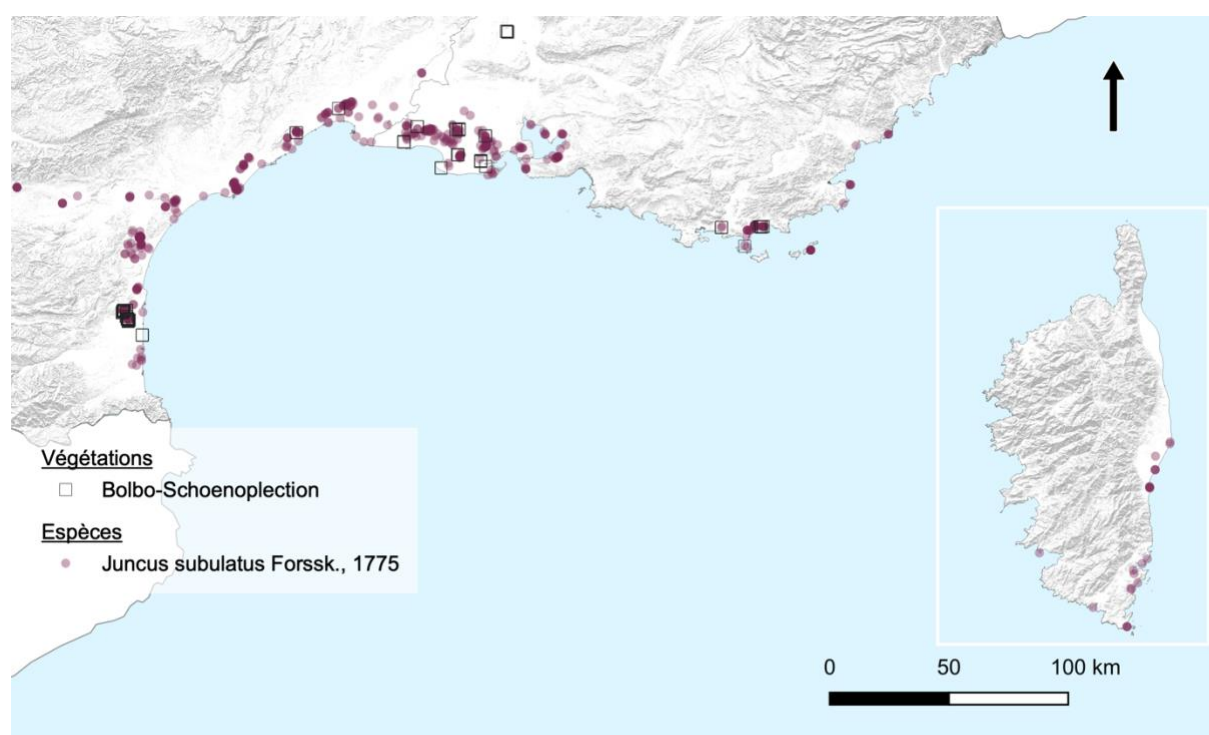 Végétations
Bolbo-Schoenoplection
Espèces
Juncus subulatus Forssk., 1775
0 50 100 km